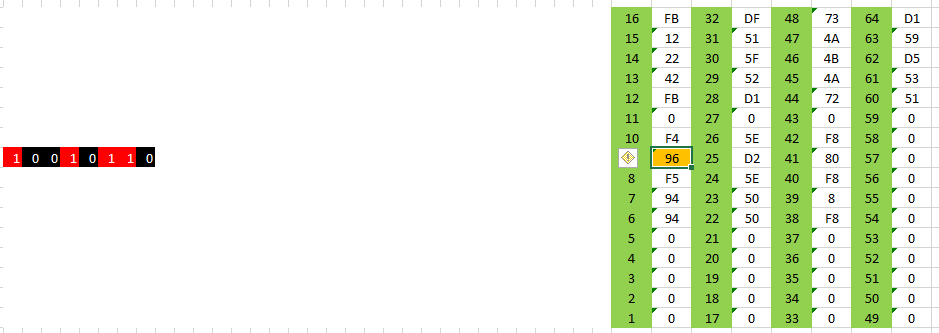 16 FB 32 DF 48 73 64 D1
15 12 31 51 47 4A 63 59
14 22 30 5F 46 4B 62 D5
13 42 29 52 45 4A 61 53
12 FB 28 D1 44 72 60 51
11 0 27 0 43 0 59 0
10 F4 26 5E 42 F8 58 0
1 0 0 1 0 1 1 0 96 25 D2 41 80 57 0
8 F5 24 5E 40 F8 56 0
7 94 23 50 39 8 55 0
6 94 22 50 38 F8 54 0
5 0 21 0 37 0 53 0
4 0 20 0 36 0 52 0
3 0 19 0 35 0 51 0
2 0 18 0 34 0 50 0
1 0 17 0 33 0 49 0